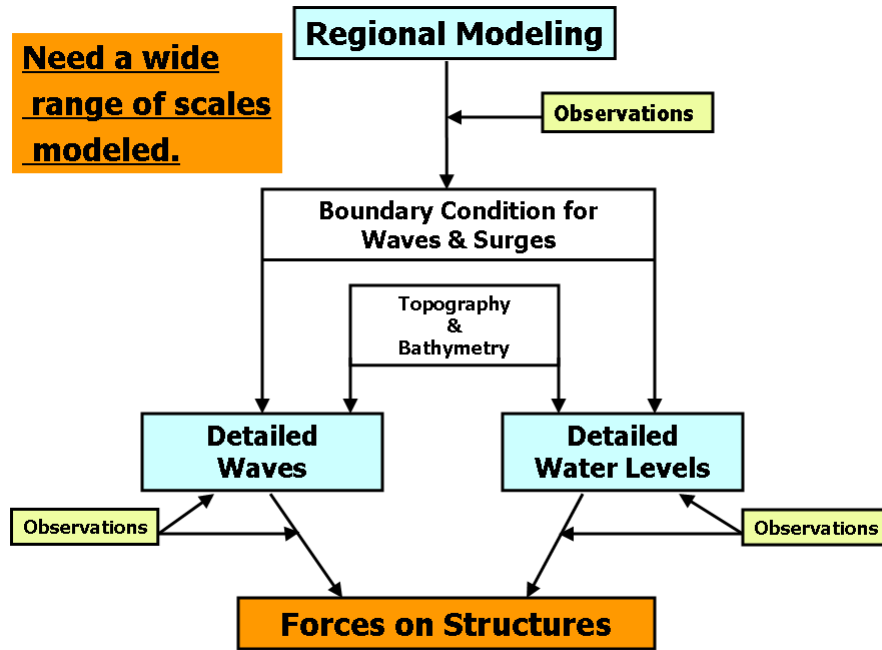 Regional Modeling
Need a wide
range of scales
modeled.
Observations
Boundary Condition for
Waves & Surges
Topography
&
Bathymetry
Detailed
Waves
Detailed
Water Levels
Observations
Observations
Forces on Structures